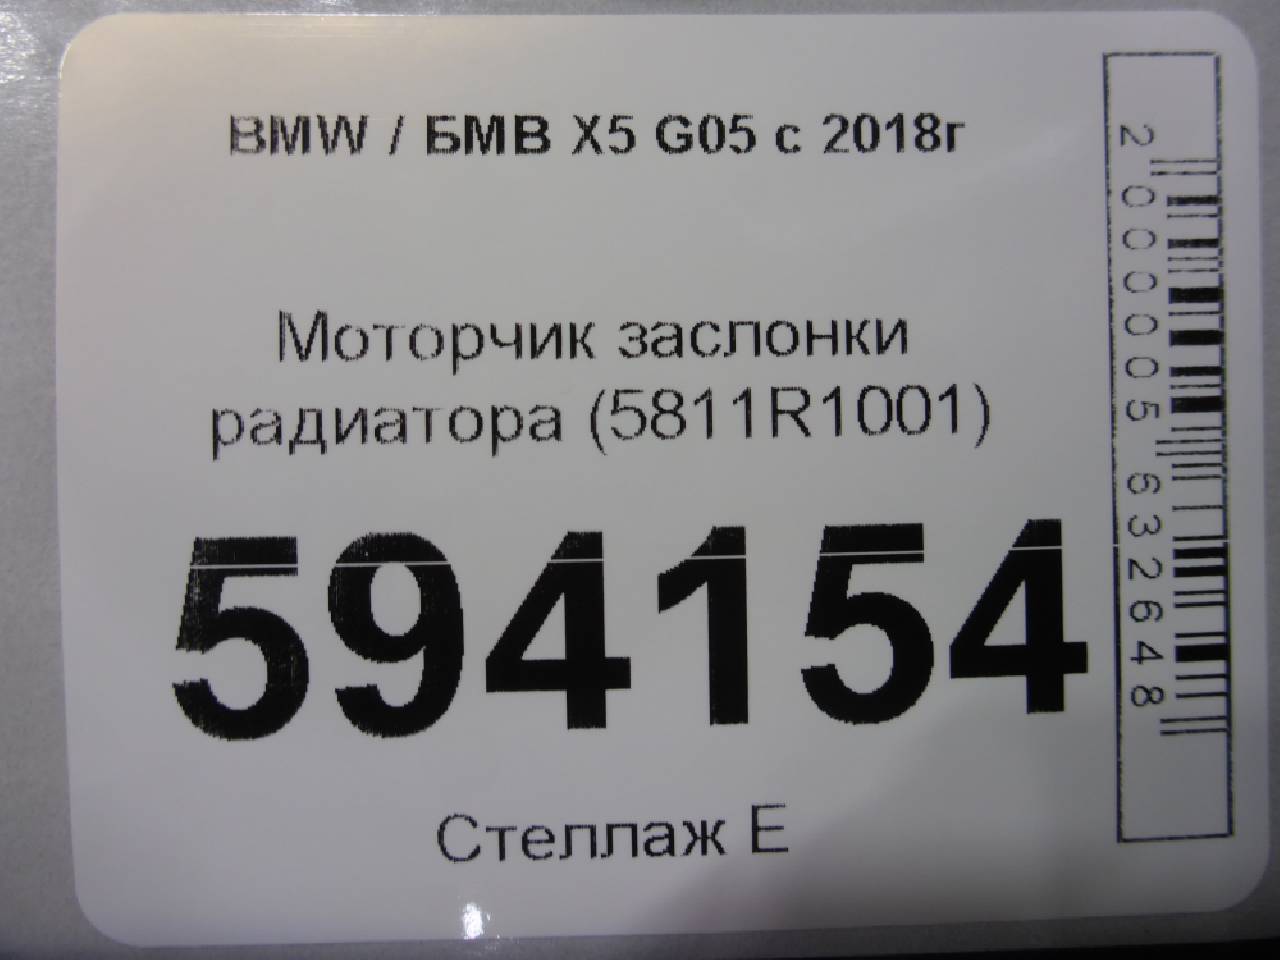 BMW / БМВ X5 G05 с 2018г
Моторчик заслонки
радиатора (5811R1001)
594154
Стеллаж Е
2000005632648